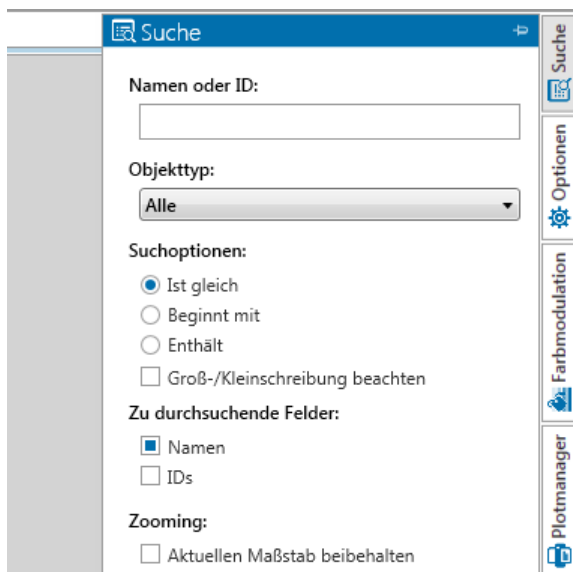 Suche
Namen oder ID:
Objekttyp:
Alle
Suchoptionen:
Ist gleich
Beginnt mit
Enthält
Groß-/Kleinschreibung beachten
Zu durchsuchende Felder:
Namen
IDs
Zooming:
Aktuellen Maßstab beibehalten
Suche
Optionen
Farbmodulation
Plotmanager